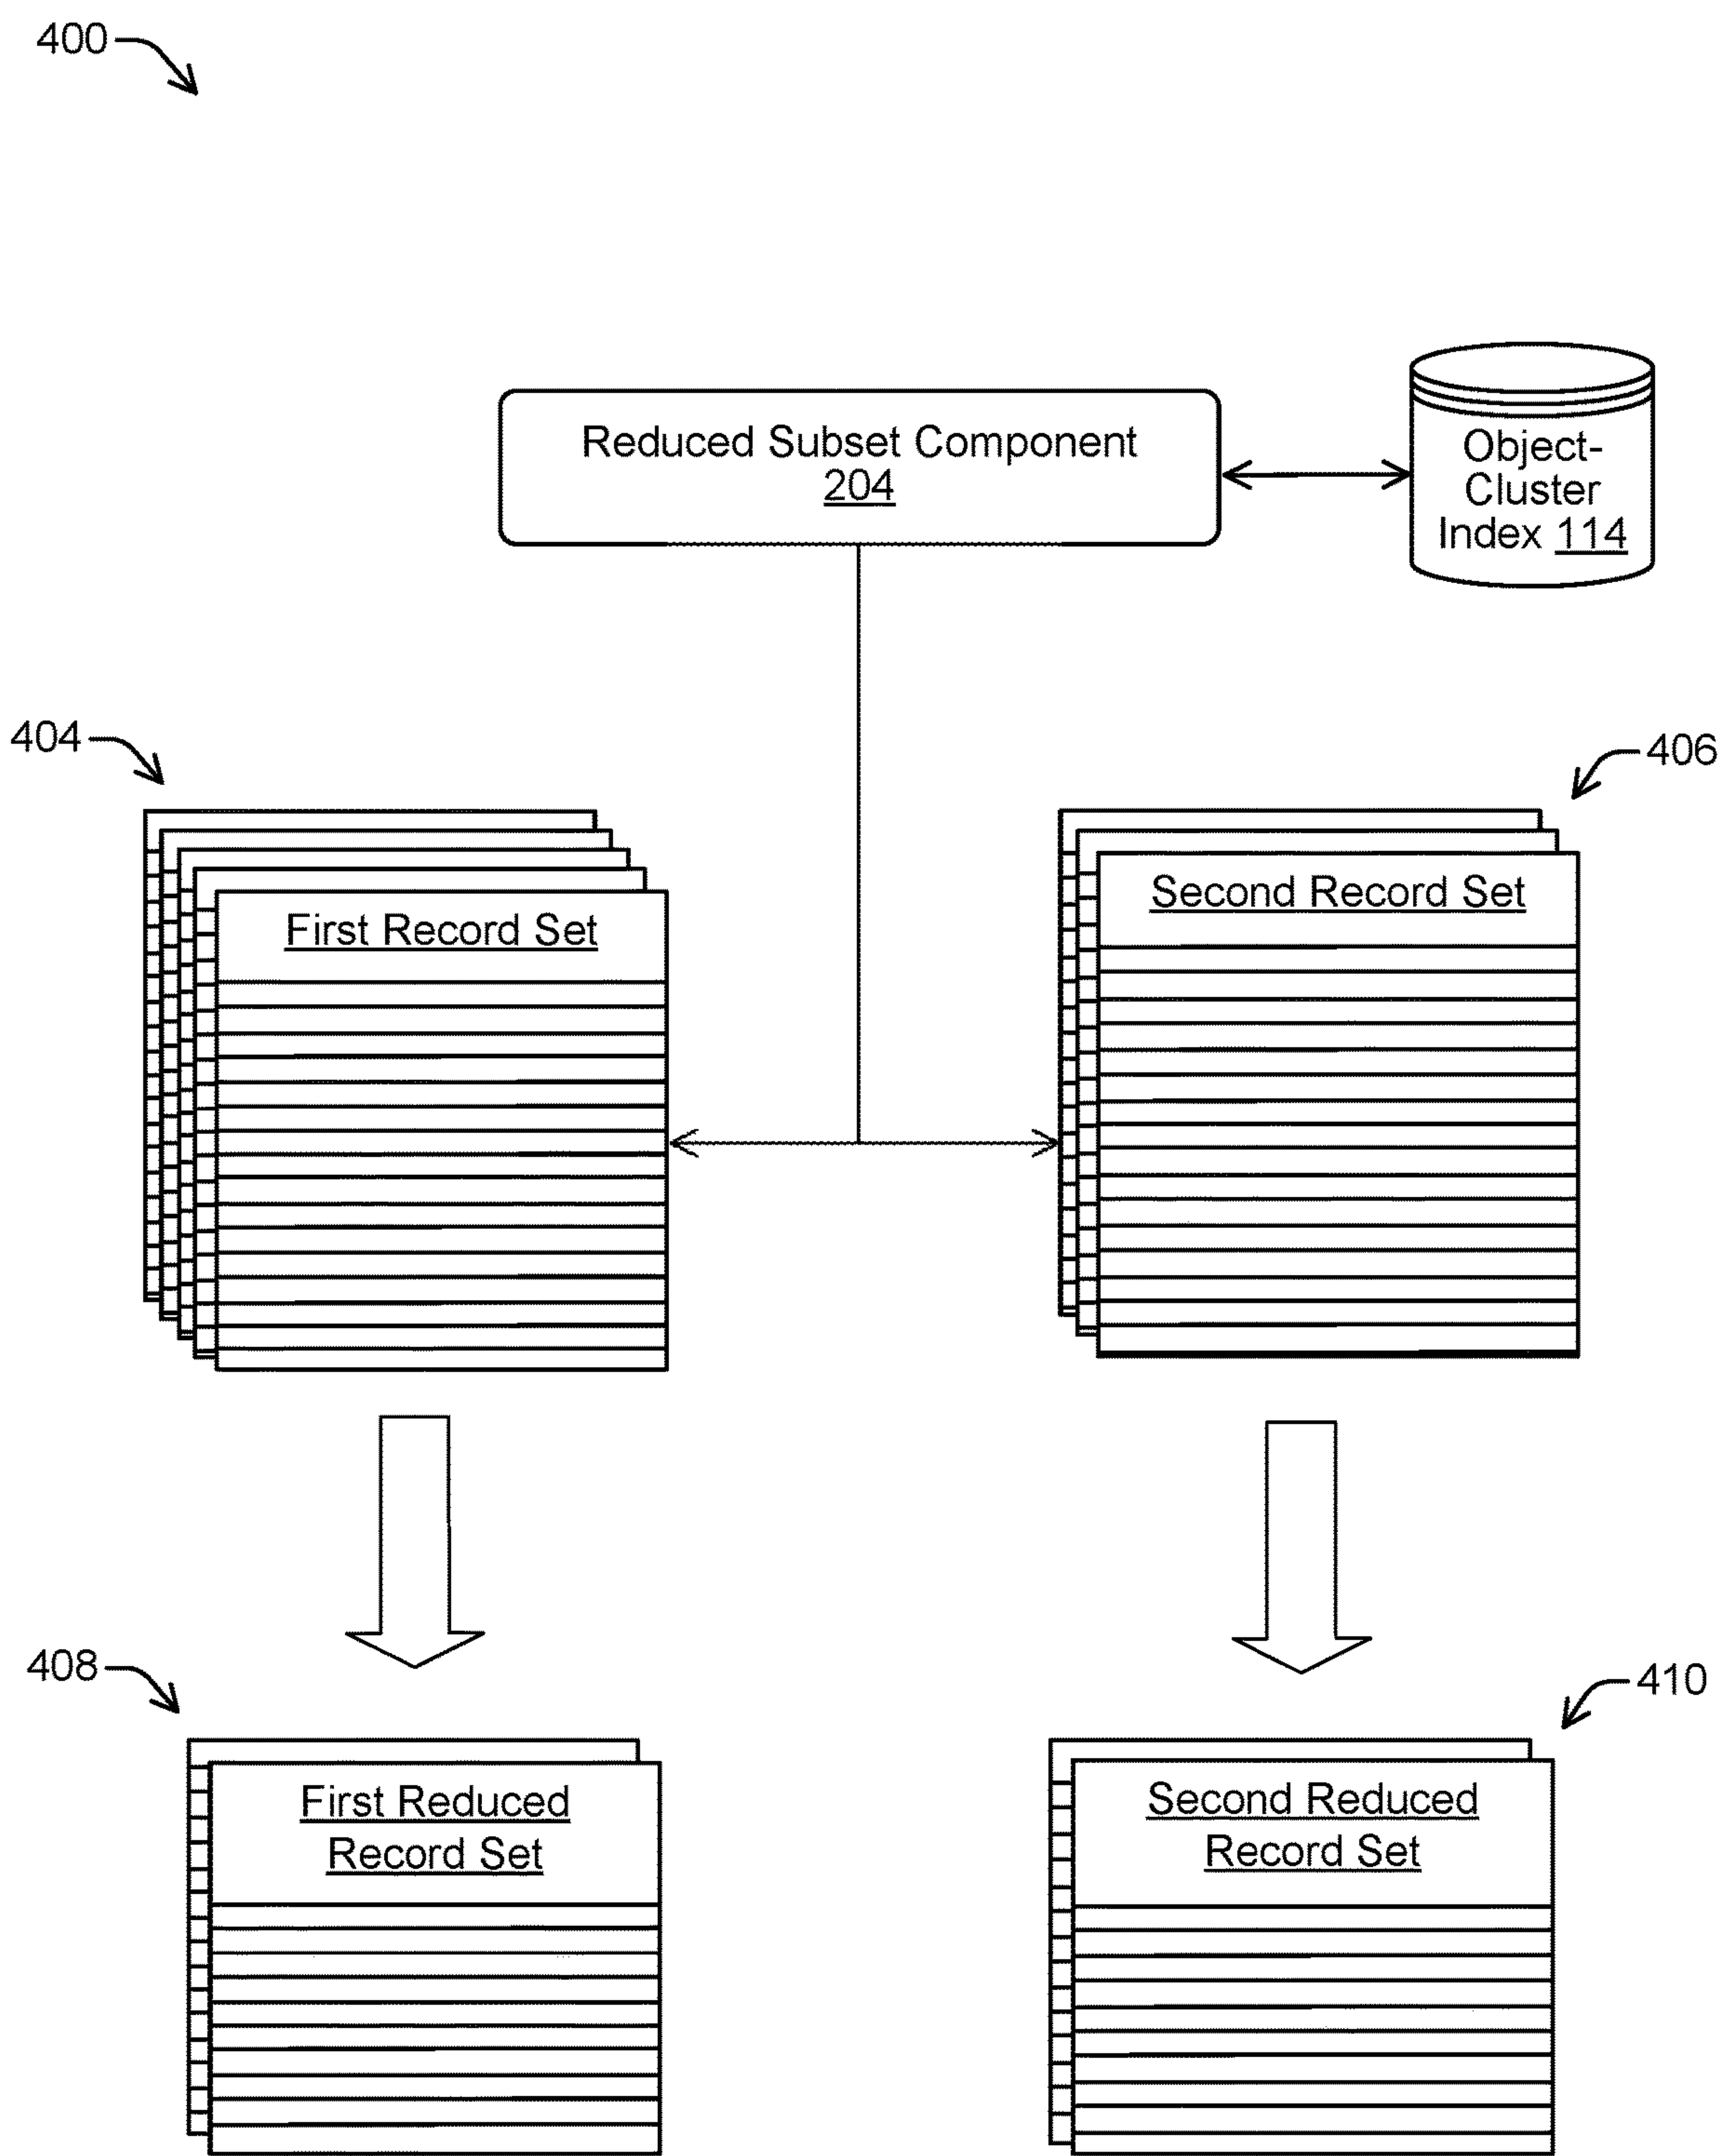 400
Reduced Subset Component
204
Object-
Cluster
Index 114
404
406
First Record Set
Second Record Set
408
410
First Reduced
Record Set
Second Reduced
Record Set